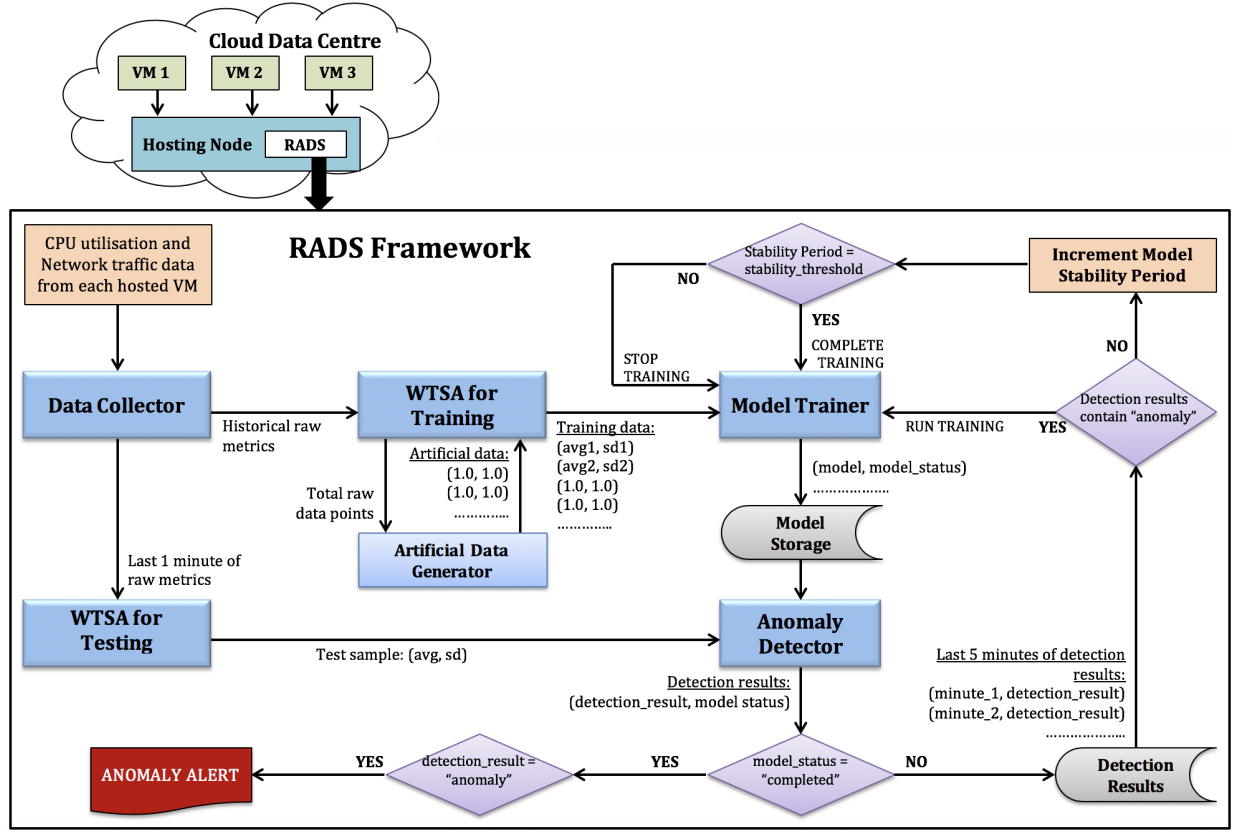 Cloud Data Centre
VM 1
VM 2
VM 3
Hosting Node
RADS
RADS Framework
CPU utilisation and
Network traffic data
from each hosted VM
Stability Period =
stability_threshold
Increment Model
Stability Period
NO
YES
COMPLETE
TRAINING
STOP
TRAINING
NO
Data Collector
Historical raw
metrics
WTSA for
Training
Training data:
(avg1, sd1)
(avg2, sd2)
(1.0, 1.0)
(1.0, 1.0)
…………..
Model Trainer
RUN TRAINING
YES
Detection results
contain “anomaly”
Artificial data:
(1.0, 1.0)
(1.0, 1.0)
…………..
Total raw
data points
Artificial Data
Generator
(model, model_status)
……………….
Model
Storage
Last 1 minute of
raw metrics
WTSA for
Testing
Test sample: (avg, sd)
Anomaly
Detector
Detection results:
(detection_result, model status)
Last 5 minutes of detection
results:
(minute_1, detection_result)
(minute_2, detection_result)
………………..
ANOMALY ALERT
YES
detection_result =
“anomaly”
YES
model_status =
“completed”
NO
Detection
Results